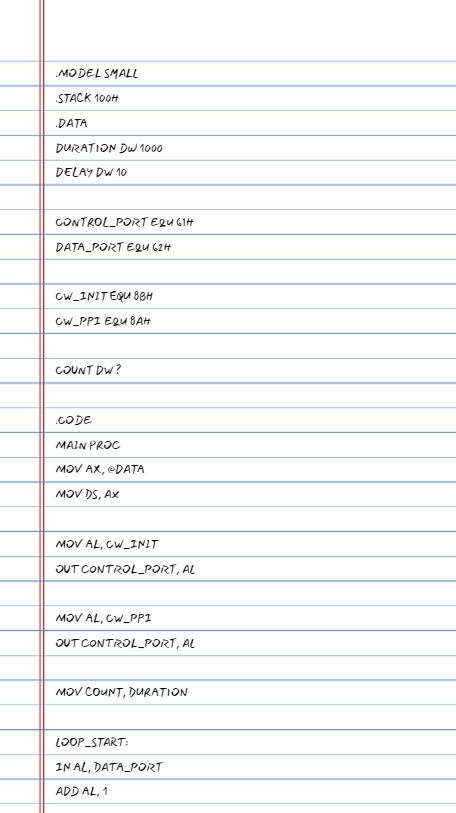 .MODEL SMALL
.STACK 100H
.DATA
DURATION DW 1000
DELAY DW 10
CONTROL_PORT EQU 61H
DATA_PORT EQU 62H
CW_INIT EQU 8BH
CW_PPI EQU 8AH
COUNT DW ?
.CODE
MAIN PROC
MOV AX, @DATA
MOV DS, AX
MOV AL, CW_INIT
OUT CONTROL_PORT, AL
MOV AL, CW_PPI
OUT CONTROL_PORT, AL
MOV COUNT, DURATION
LOOP_START:
IN AL, DATA_PORT
ADD AL, 1